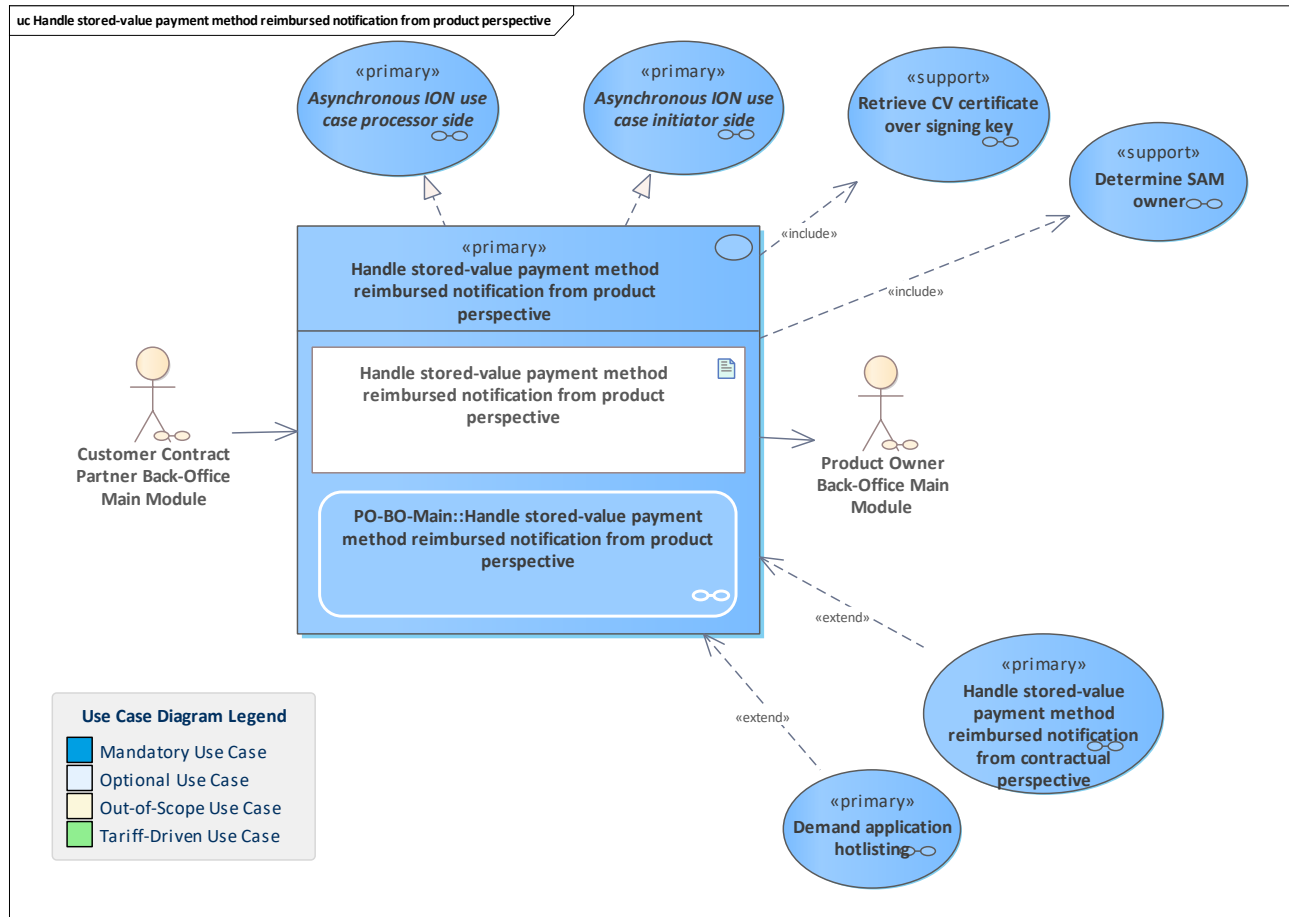 uc Handle stored-value payment method reimbursed notification from product perspective
«primary»
Asynchronous ION use
case processor side
«primary»
Asynchronous ION use
case initiator side
«support»
Retrieve CV certificate
over signing key
«support»
Determine SAM
owner
«include»
«include»
«primary»
Handle stored-value payment method
reimbursed notification from product
perspective
Handle stored-value payment method
reimbursed notification from product
perspective
PO-BO-Main::Handle stored-value payment
method reimbursed notification from product
perspective
Customer Contract
Partner Back-Office
Main Module
Product Owner
Back-Office Main
Module
«extend»
«extend»
«primary»
Handle stored-value
payment method
reimbursed notification
from contractual
perspective
«primary»
Demand application
hotlisting
Use Case Diagram Legend
Mandatory Use Case
Optional Use Case
Out-of-Scope Use Case
Tariff-Driven Use Case